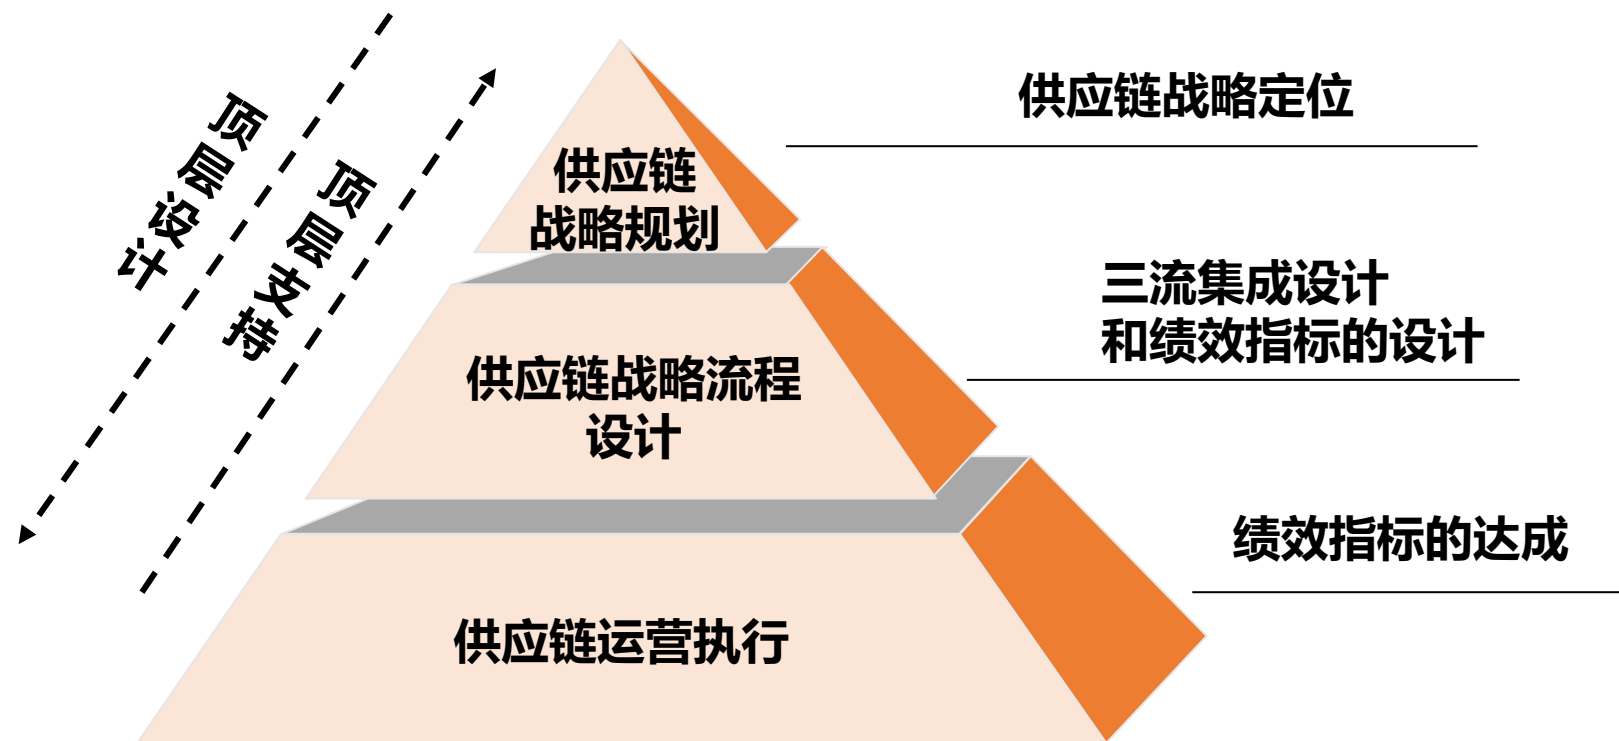 顶层设计
顶层支持
供应链
战略规划
供应链战略定位
供应链战略流程
设计
三流集成设计
和绩效指标的设计
供应链运营执行
绩效指标的达成